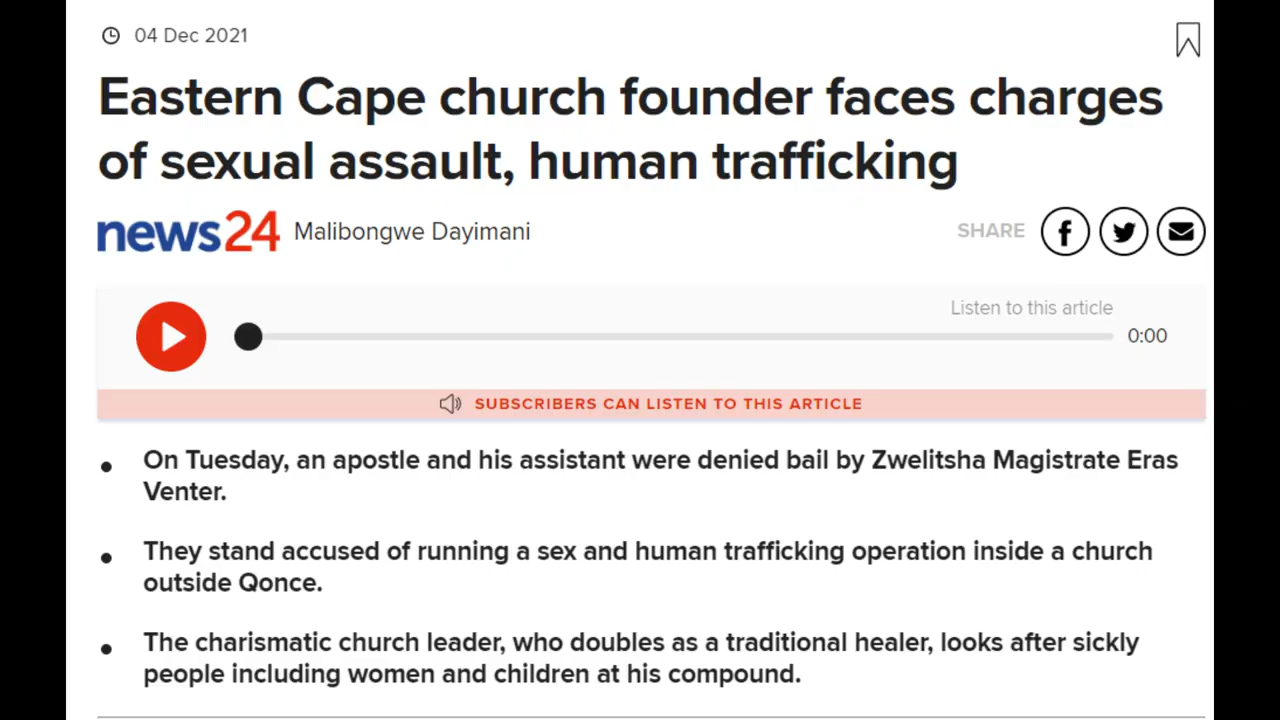 04 Dec 2021
Eastern Cape church founder faces charges
of sexual assault, human trafficking
news24 Malibongwe Dayimani SHARE
Listen to this article
0:00
SUBSCRIBERS CAN LISTEN TO THIS ARTICLE
• On Tuesday, an apostle and his assistant were denied bail by Zwelitsha Magistrate Eras
Venter.
• They stand accused of running a sex and human trafficking operation inside a church
outside Qonce.
• The charismatic church leader, who doubles as a traditional healer, looks after sickly
people including women and children at his compound.